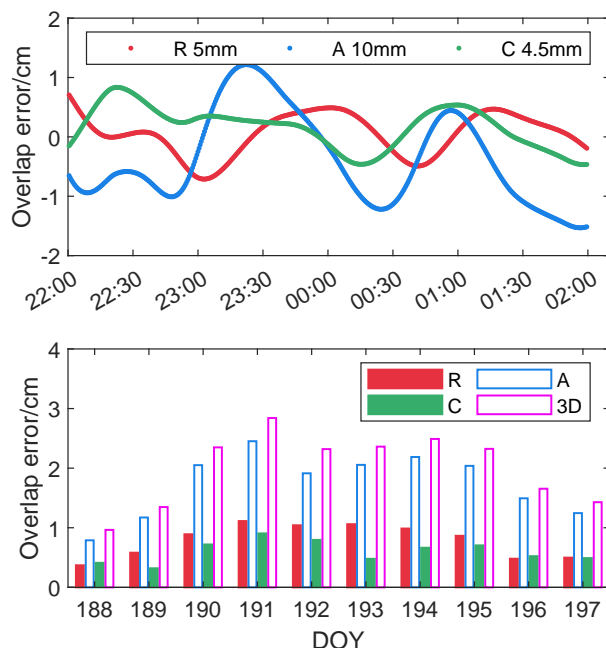 2
1
0
-1
-2
Overlap error/cm
R 5mm A 10mm C 4.5mm
22:00 22:30 23:00 23:30 00:00 00:30 01:00 01:30 02:00
4
3
2
1
0
Overlap error/cm
R A
C 3D
188 189 190 191 192 193 194 195 196 197
DOY